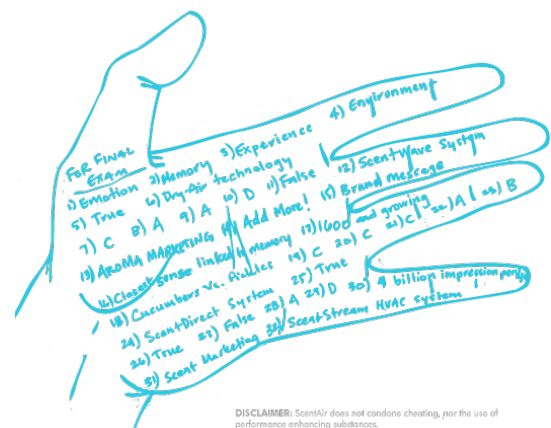 FOR FINAL
EXAM
1) Emotion 2) Memory 3) Experience 4) Environment
5) True 6) Dry-Air technology
7) C 8) A 9) A 10) D 11) False 12) ScentWave System
13) AROMA MARKETING 14) Add More! 15) Brand message
16) Closest sense linked to memory 17) 1600 and growing
18) Cucumbers vs. 19) C 20) C 21) C 22) A 23) B
24) ScentDirect System 25) True
26) True 27) False 28) A 29) D 30) 4 billion impression per
31) Scent Marketing 32) ScentStream HVAC system
DISCLAIMER: ScentAir does not condone cheating, nor the use of
performance enhancing substances.